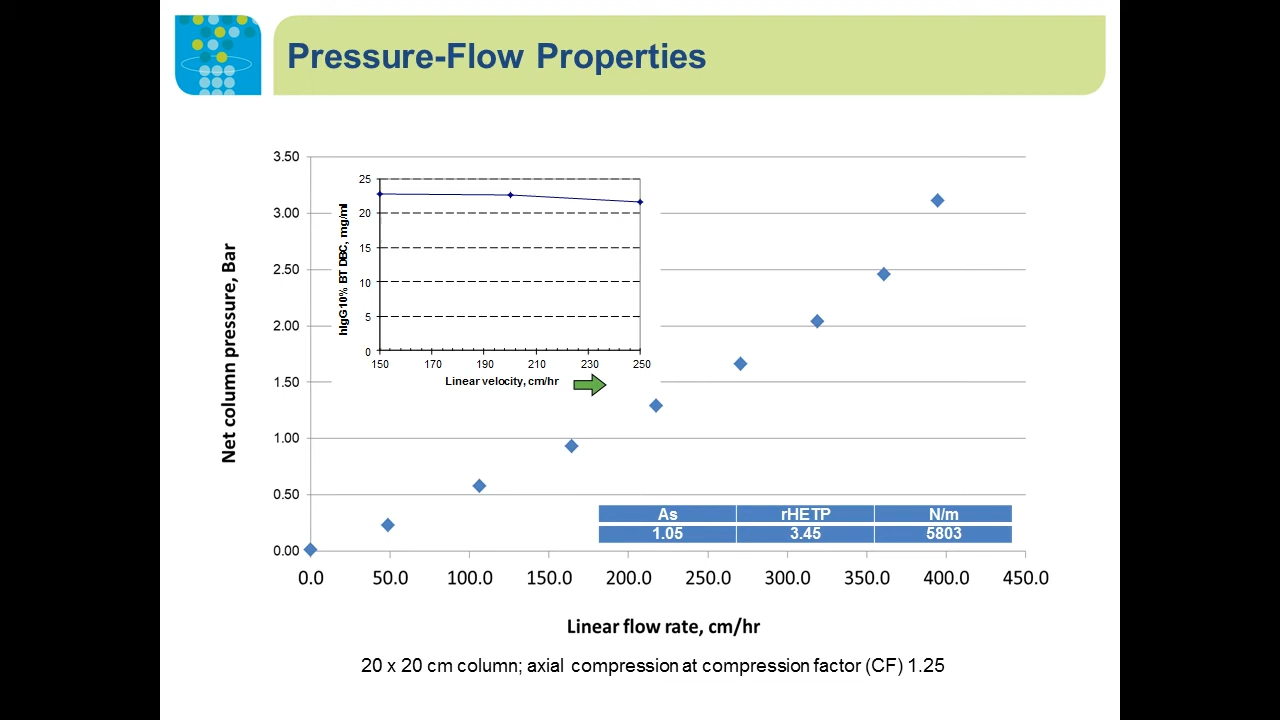 Pressure-Flow Properties
3.50
3.00
2.50
2.00
1.50
1.00
0.50
0.00
Net column pressure, Bar
0.0 50.0 100.0 150.0 200.0 250.0 300.0 350.0 400.0 450.0
Linear flow rate, cm/hr
25
20
15
10
5
0
hIgG10% BT DBC, mg/ml
150 170 190 210 230 250
Linear velocity, cm/hr
As rHETP N/m
1.05 3.45 5803
20 x 20 cm column; axial compression at compression factor (CF) 1.25